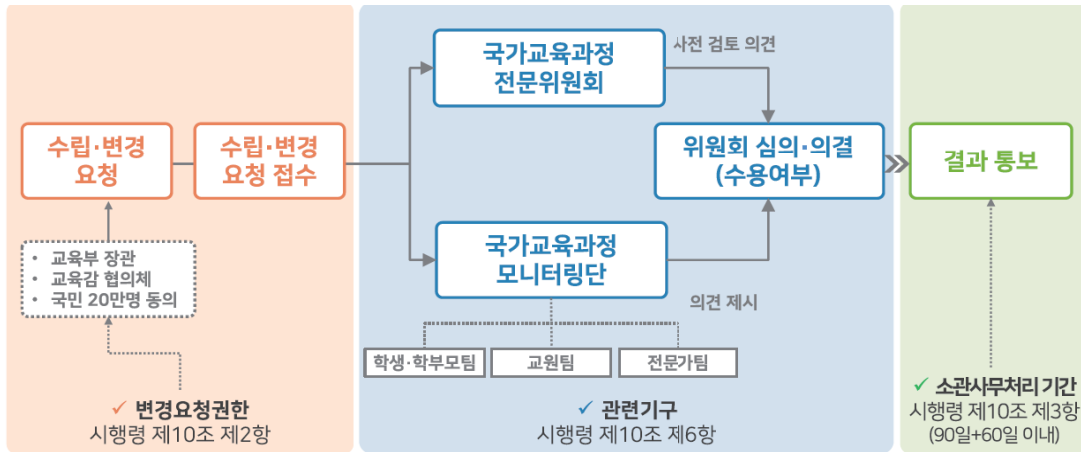 수립·변경
요청
수립·변경
요청 접수
• 교육부 장관
• 교육감 협의체
• 국민 20만명 동의
✓ 변경요청권한
시행령 제10조 제2항
국가교육과정
전문위원회
사전 검토 의견
위원회 심의·의결
(수용여부)
국가교육과정
모니터링단
의견 제시
학생·학부모팀
교원팀
전문가팀
✓ 관련기구
시행령 제10조 제6항
결과 통보
✓ 소관사무처리 기간
시행령 제10조 제3항
(90일+60일 이내)